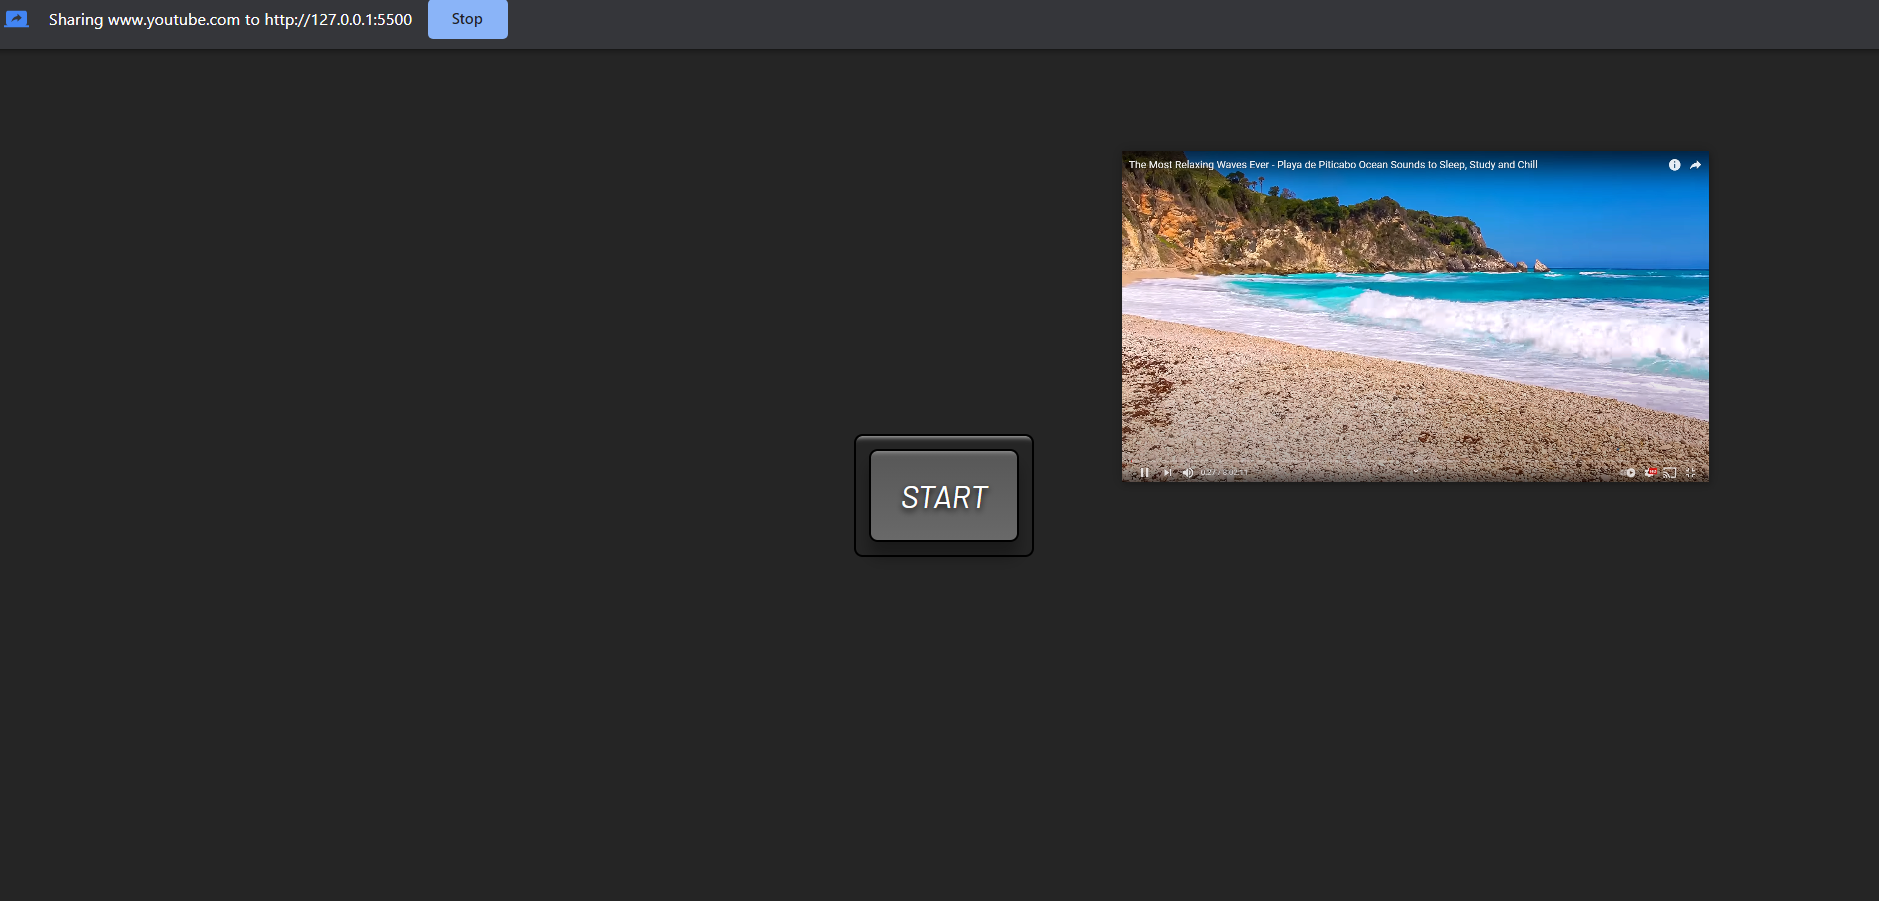 Sharing www.youtube.com to http://127.0.0.1:5500
Stop
The Most Relaxing Waves Ever - Playa de Piticabo Ocean Sounds to Sleep, Study and Chill
START